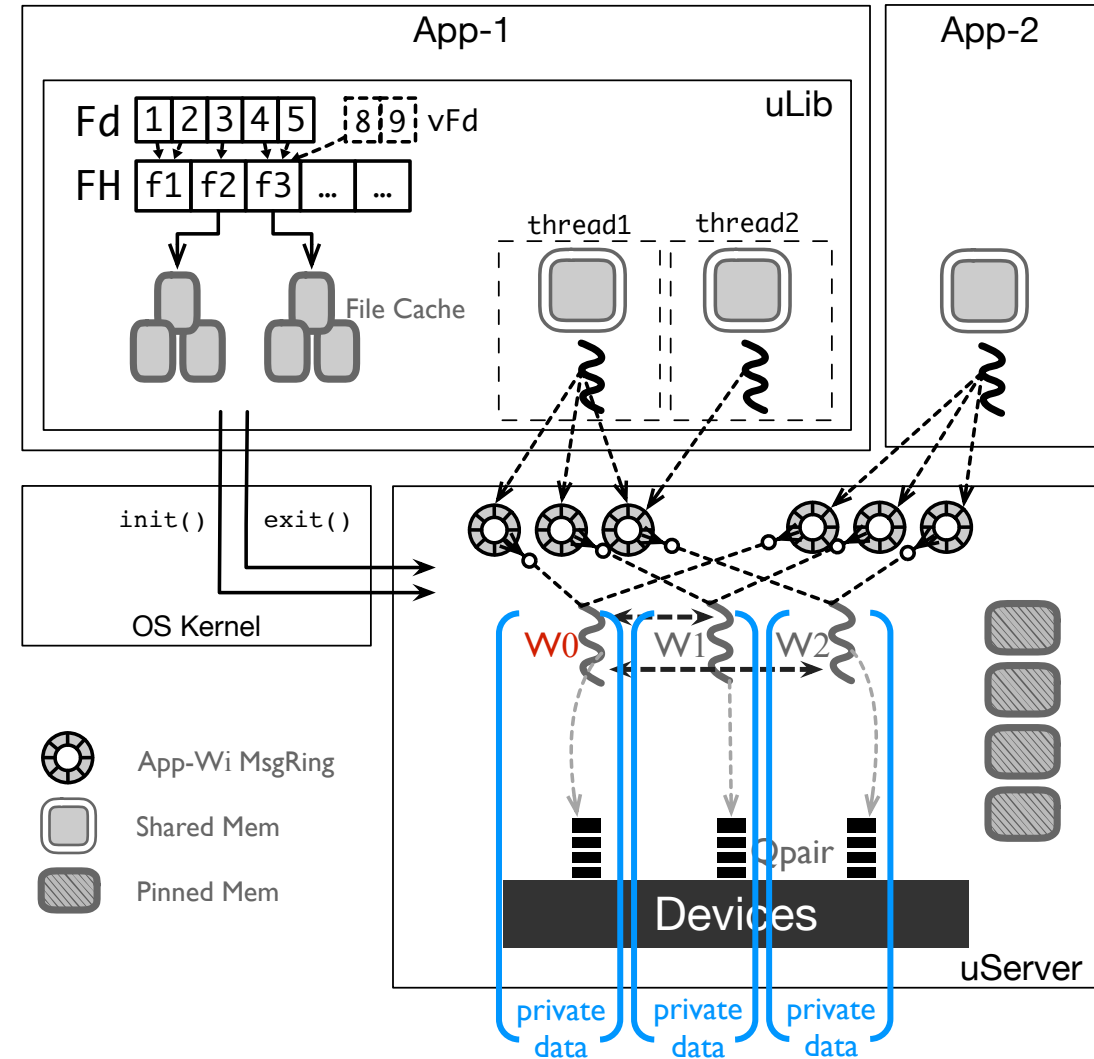 App-1
App-2
uLib
Fd 1 2 3 4 5 8 9 vFd
FH f1 f2 f3 ... ...
thread1 thread2
File Cache
init() exit()
OS Kernel
W0 W1 W2
App-Wi MsgRing
Shared Mem
Pinned Mem
Qpair
Devices
uServer
private data
private data
private data